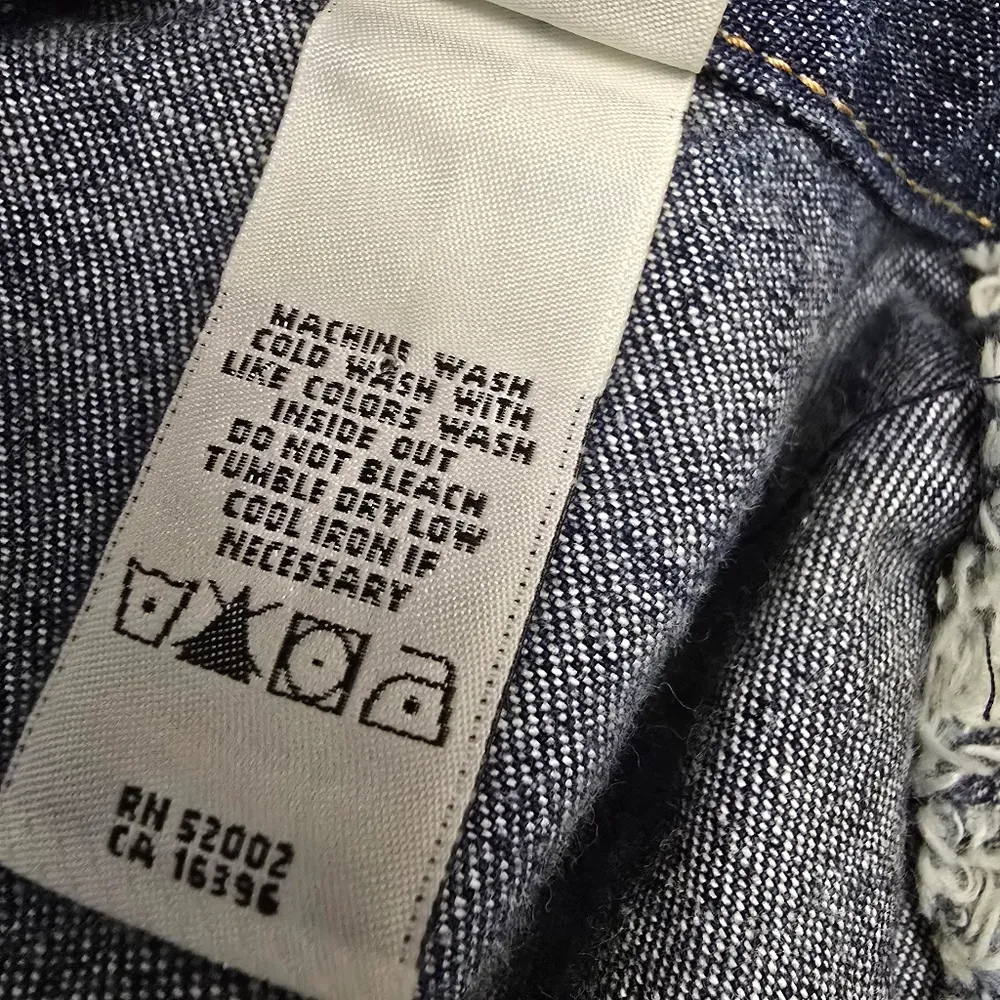 MACHINE WASH
COLD WASH WITH
LIKE COLORS WASH
INSIDE OUT
DO NOT BLEACH
TUMBLE DRY LOW
COOL IRON IF
NECESSARY
RN 52002
CA 16396